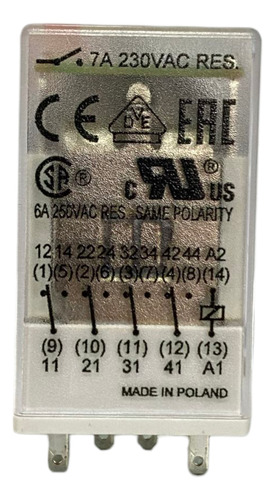 7A 230VAC RES.
CE DVE EAC
SA ® c RU ® US
6A 250VAC RES. SAME POLARITY
12 14 22 24 32 34 42 44 A2
(1) (5) (2) (6) (3) (7) (4) (8) (14)
(9) (10) (11) (12) (13)
11 21 31 41 A1
MADE IN POLAND